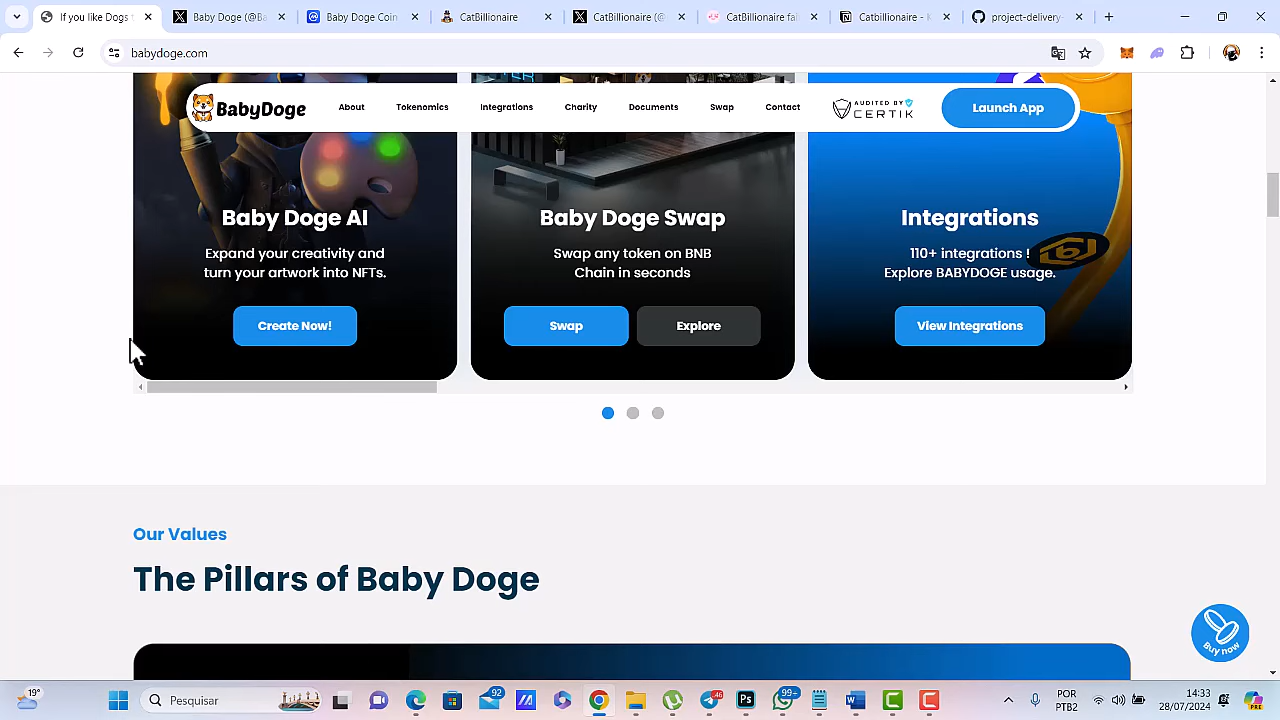 If you like Dogs t
Baby Doge (@Ba
Baby Doge Coin
CatBillionaire
CatBillionaire (@
CatBillionaire fai
Catbillionaire - W
project-delivery-
babydoge.com
BabyDoge
About
Tokenomics
Integrations
Charity
Documents
Swap
Contact
AUDITED BY
CERTIK
Launch App
Baby Doge AI
Expand your creativity and
turn your artwork into NFTs.
Create Now!
Baby Doge Swap
Swap any token on BNB
Chain in seconds
Swap
Explore
Integrations
110+ integrations !
Explore BABYDOGE usage.
View Integrations
Our Values
The Pillars of Baby Doge
Buy now
19°
Pesquisar
92
46
99+
POR
PTB2
14:33
28/07/2024
PRE